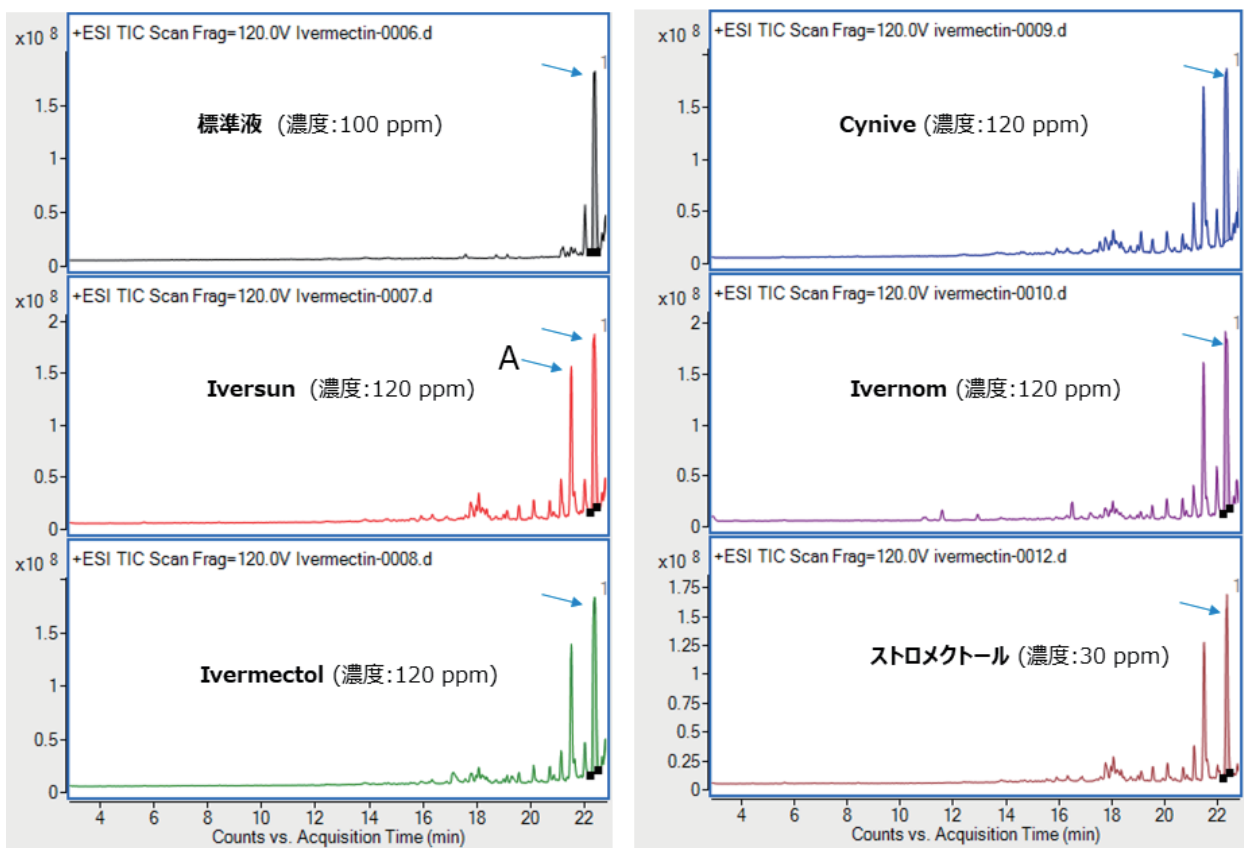 +ESI TIC Scan Frag=120.0V Ivermectin-0006.d
x10 8
1
標準液 (濃度:100 ppm)
1.5
1
0.5
0
+ESI TIC Scan Frag=120.0V Ivermectin-0007.d
x10 8
1
2
A
Iversun (濃度:120 ppm)
1.5
1
0.5
0
+ESI TIC Scan Frag=120.0V Ivermectin-0008.d
x10 8
1
Ivermectol (濃度:120 ppm)
1.5
1
0.5
0
4 6 8 10 12 14 16 18 20 22
Counts vs. Acquisition Time (min)
+ESI TIC Scan Frag=120.0V ivermectin-0009.d
x10 8
1
Cynive (濃度:120 ppm)
1.5
1
0.5
0
+ESI TIC Scan Frag=120.0V ivermectin-0010.d
x10 8
1
2
Ivernom (濃度:120 ppm)
1.5
1
0.5
0
+ESI TIC Scan Frag=120.0V ivermectin-0012.d
x10 8
1
1.75
ストロメクトール (濃度:30 ppm)
1.5
1.25
1
0.75
0.5
0.25
0
4 6 8 10 12 14 16 18 20 22
Counts vs. Acquisition Time (min)